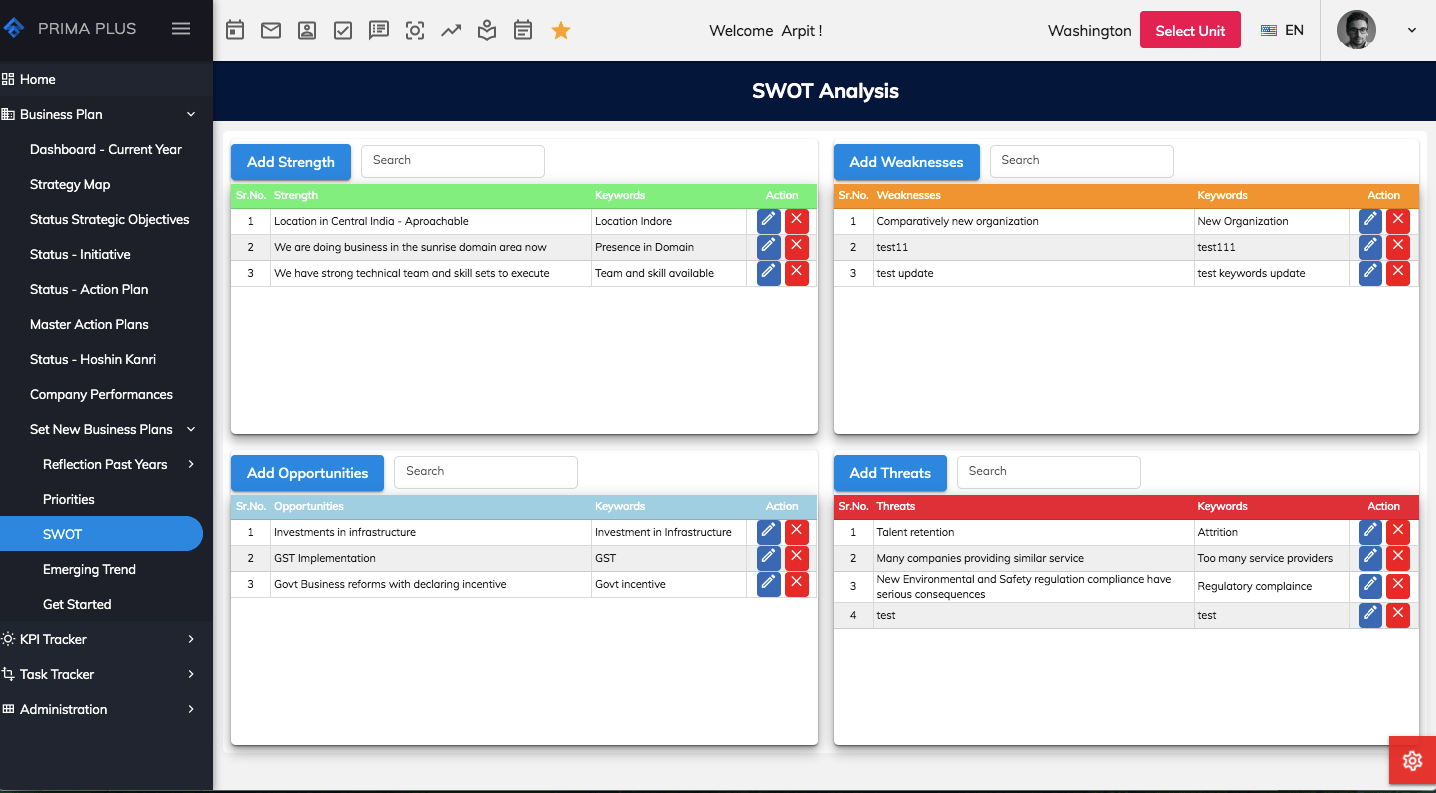 PRIMA PLUS
Welcome Arpit !
Washington
Select Unit
EN
Home
Business Plan
Dashboard - Current Year
Strategy Map
Status Strategic Objectives
Status - Initiative
Status - Action Plan
Master Action Plans
Status - Hoshin Kanri
Company Performances
Set New Business Plans
Reflection Past Years
Priorities
SWOT
Emerging Trend
Get Started
KPI Tracker
Task Tracker
Administration
SWOT Analysis
Add Strength Search
Sr.No. Strength Keywords Action
1 Location in Central India - Aproachable Location Indore
2 We are doing business in the sunrise domain area now Presence in Domain
3 We have strong technical team and skill sets to execute Team and skill available
Add Weaknesses Search
Sr.No. Weaknesses Keywords Action
1 Comparatively new organization New Organization
2 test11 test111
3 test update test keywords update
Add Opportunities Search
Sr.No. Opportunities Keywords Action
1 Investments in infrastructure Investment in Infrastructure
2 GST Implementation GST
3 Govt Business reforms with declaring incentive Govt incentive
Add Threats Search
Sr.No. Threats Keywords Action
1 Talent retention Attrition
2 Many companies providing similar service Too many service providers
3 New Environmental and Safety regulation compliance have
serious consequences Regulatory complaince
4 test test